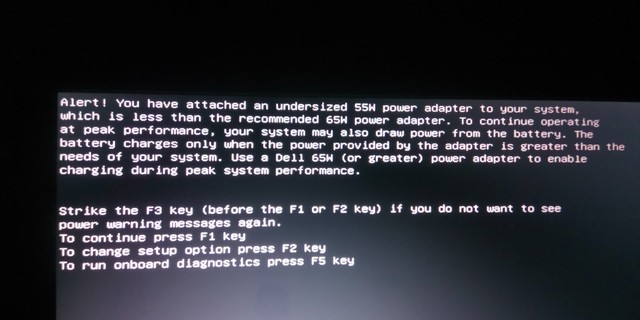 Alert! You have attached an undersized 55W power adapter to your system,
which is less than the recommended 65W power adapter. To continue operating
at peak performance, your system may also draw power from the battery. The
battery charges only when the power provided by the adapter is greater than the
needs of your system. Use a Dell 65W (or greater) power adapter to enable
charging during peak system performance.
Strike the F3 key (before the F1 or F2 key) if you do not want to see
power warning messages again.
To continue press F1 key
To change setup option press F2 key
To run onboard diagnostics press F5 key